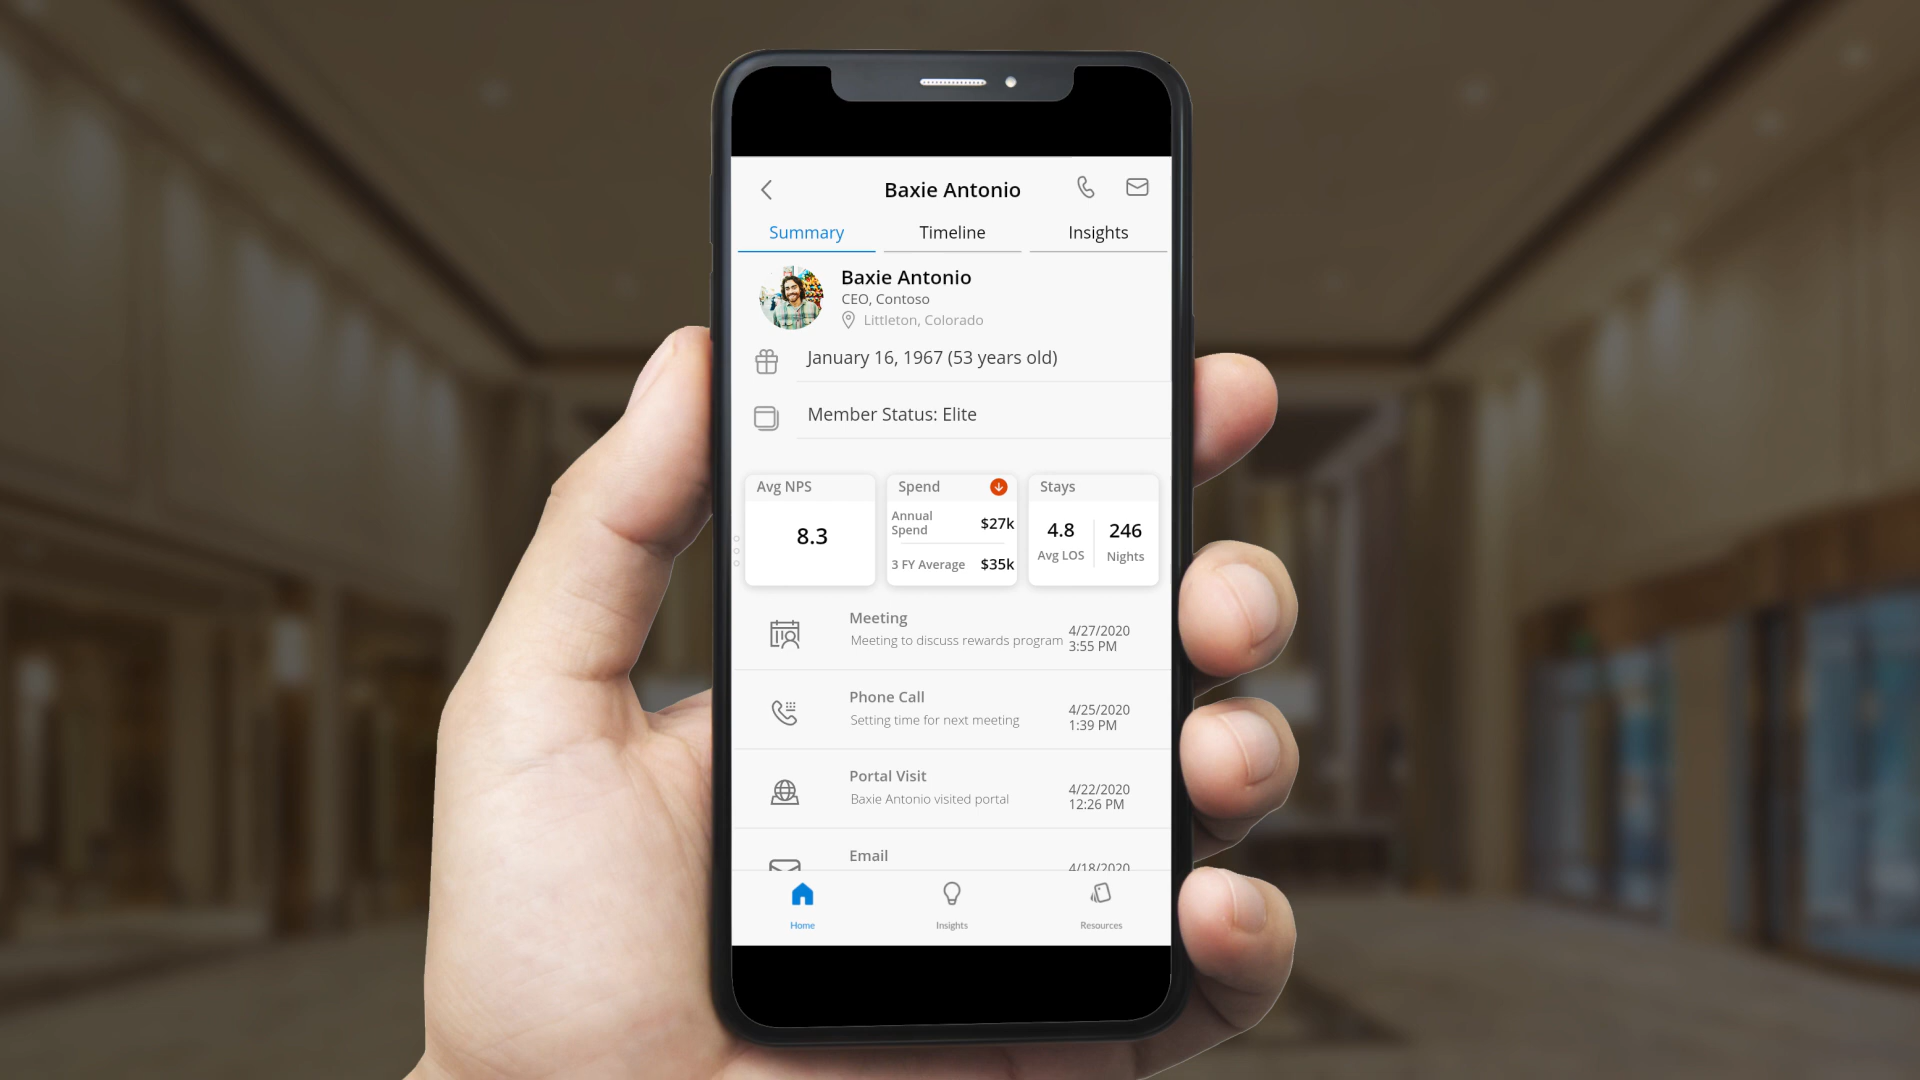 Baxie Antonio
Summary Timeline Insights
Baxie Antonio
CEO, Contoso
Littleton, Colorado
January 16, 1967 (53 years old)
Member Status: Elite
Avg NPS
8.3
Spend
Annual
Spend
$27k
3 FY Average $35k
Stays
4.8
Avg LOS
246
Nights
Meeting
Meeting to discuss rewards program
4/27/2020
3:55 PM
Phone Call
Setting time for next meeting
4/25/2020
1:39 PM
Portal Visit
Baxie Antonio visited portal
4/22/2020
12:26 PM
Email
4/18/2020
Home Insights Resources